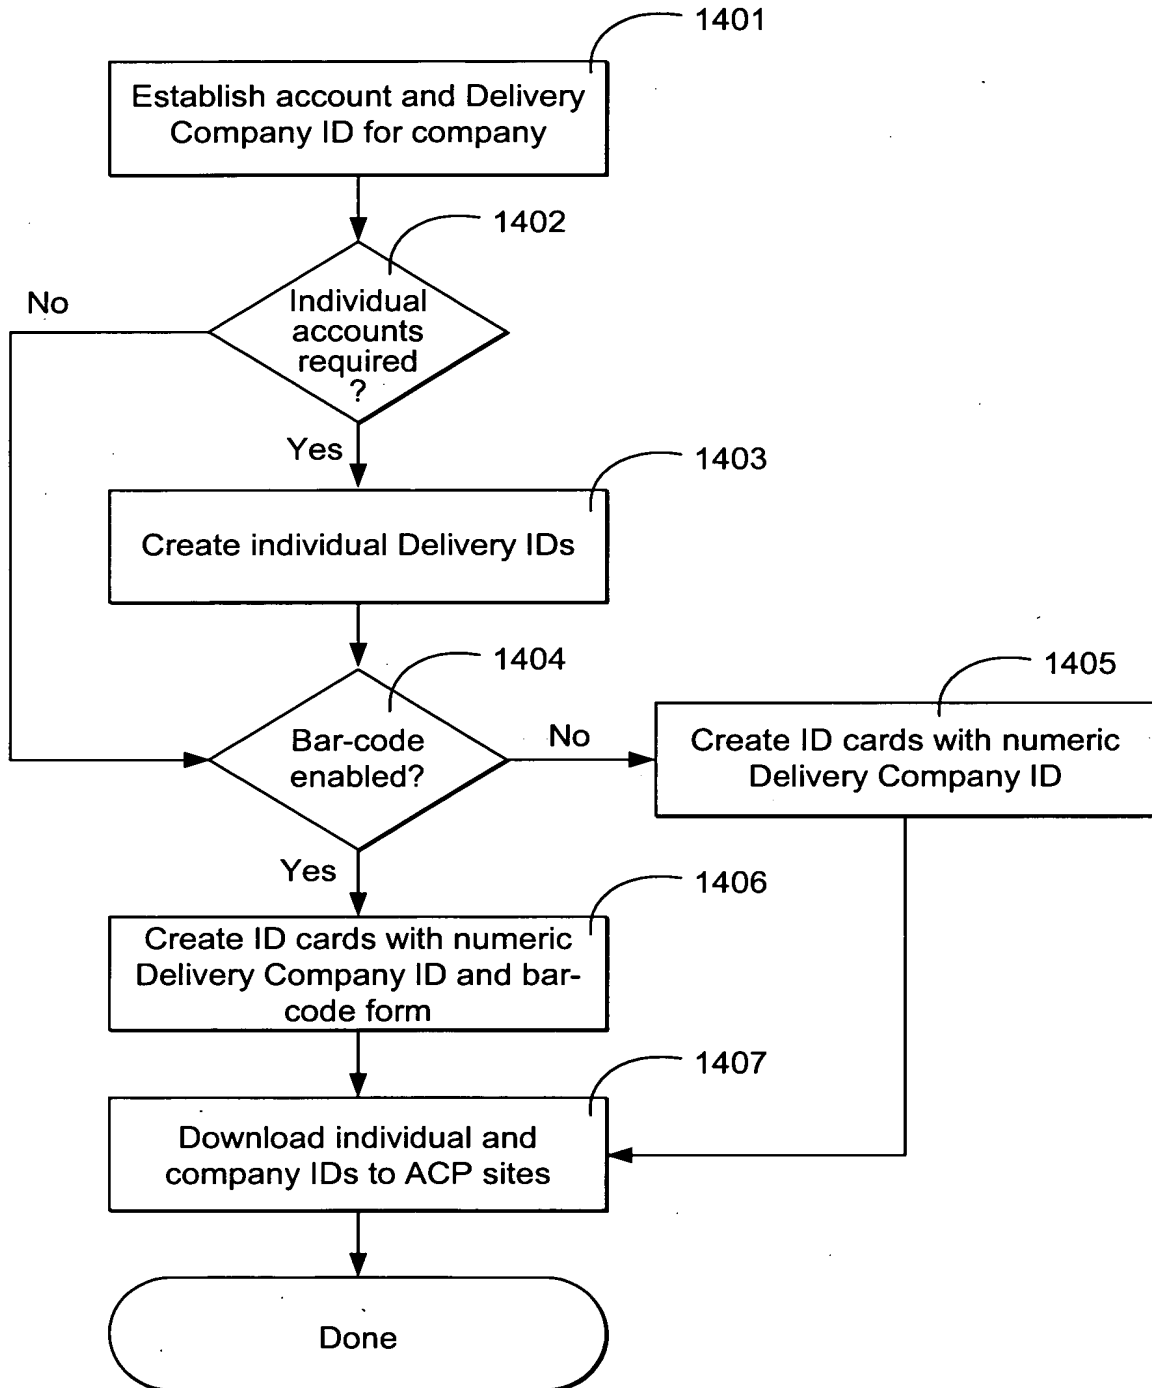 1401
Establish account and Delivery
Company ID for company
1402
No
Individual
accounts
required
?
Yes
1403
Create individual Delivery IDs
1404
1405
Bar-code
enabled?
No
Create ID cards with numeric
Delivery Company ID
Yes
1406
Create ID cards with numeric
Delivery Company ID and bar-
code form
1407
Download individual and
company IDs to ACP sites
Done